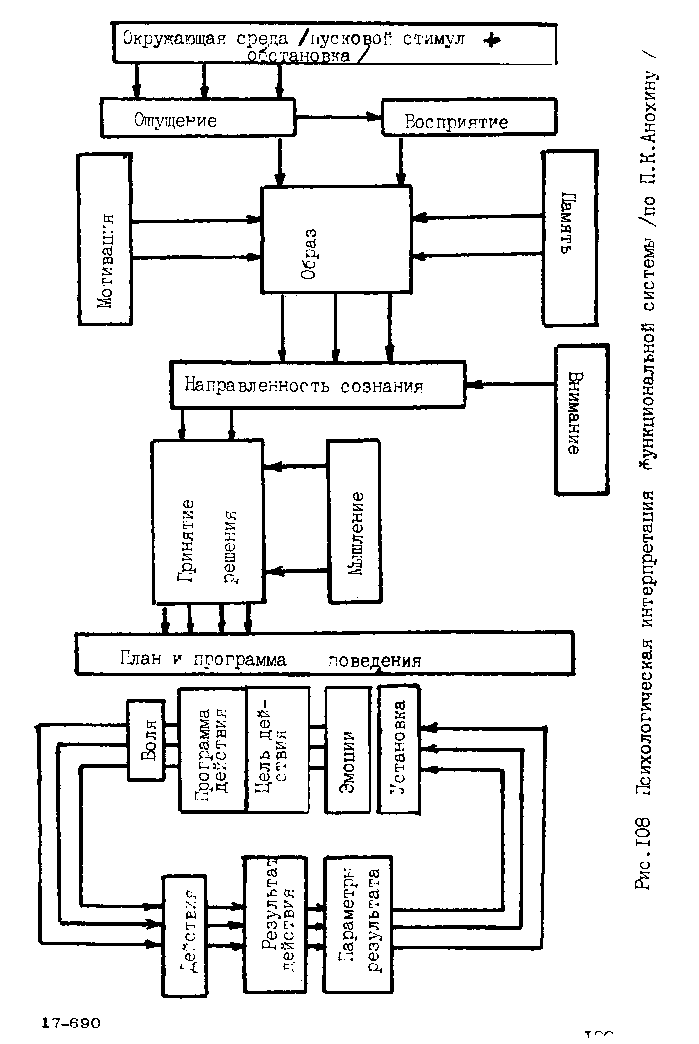 Окружающая среда /пусковой стимул +
обстановка/
Ощущение
Восприятие
Мотивация
Образ
Память
Направленность сознания
Внимание
Принятие
решения
Мышление
План и программа поведения
Воля
Программа
действия
Цель дей-
ствия
Эмоции
Установка
Действия
Результат
действия
Параметры
результата
Рис.108 Психологическая интерпретация функциональной системы /по П.К.Анохину /
17-690